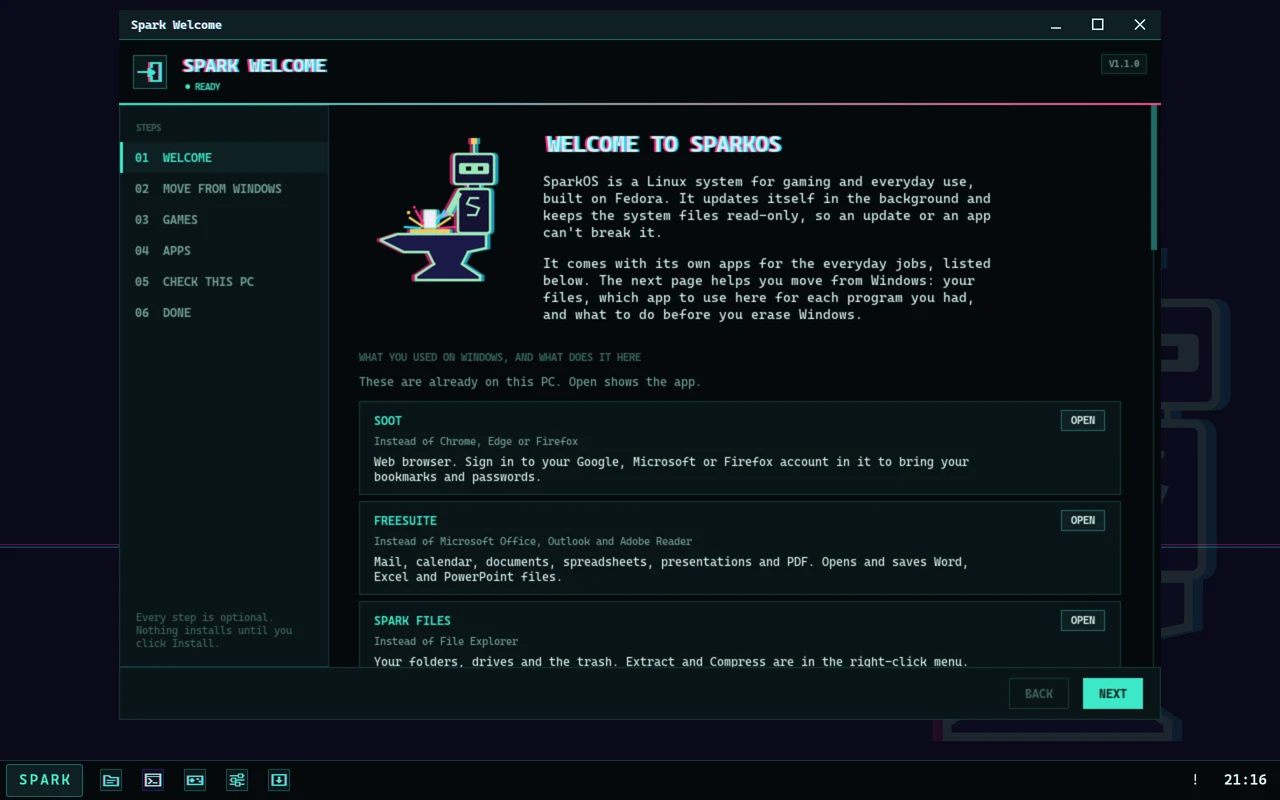 Spark Welcome
SPARK WELCOME
READY
V1.1.0
STEPS
01 WELCOME
02 MOVE FROM WINDOWS
03 GAMES
04 APPS
05 CHECK THIS PC
06 DONE
Every step is optional.
Nothing installs until you
click Install.
S
WELCOME TO SPARKOS
SparkOS is a Linux system for gaming and everyday use,
built on Fedora. It updates itself in the background and
keeps the system files read-only, so an update or an app
can't break it.
It comes with its own apps for the everyday jobs, listed
below. The next page helps you move from Windows: your
files, which app to use here for each program you had,
and what to do before you erase Windows.
WHAT YOU USED ON WINDOWS, AND WHAT DOES IT HERE
These are already on this PC. Open shows the app.
SOOT
OPEN
Instead of Chrome, Edge or Firefox
Web browser. Sign in to your Google, Microsoft or Firefox account in it to bring your
bookmarks and passwords.
FREESUITE
OPEN
Instead of Microsoft Office, Outlook and Adobe Reader
Mail, calendar, documents, spreadsheets, presentations and PDF. Opens and saves Word,
Excel and PowerPoint files.
SPARK FILES
OPEN
Instead of File Explorer
Your folders, drives and the trash. Extract and Compress are in the right-click menu.
BACK
NEXT
SPARK
! 21:16